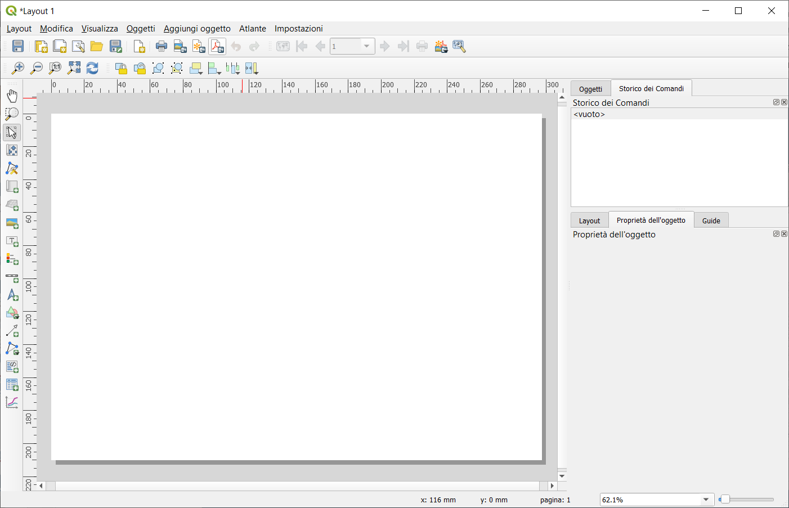 *Layout 1
Layout Modifica Visualizza Oggetti Aggiungi oggetto Atlante Impostazioni
1
0 20 40 60 80 100 120 140 160 180 200 220 240 260 280 300
0
20
40
60
80
100
120
140
160
180
200
220
Oggetti Storico dei Comandi
Storico dei Comandi
<vuoto>
Layout Proprietà dell'oggetto Guide
Proprietà dell'oggetto
x: 116 mm y: 0 mm pagina: 1 62.1%